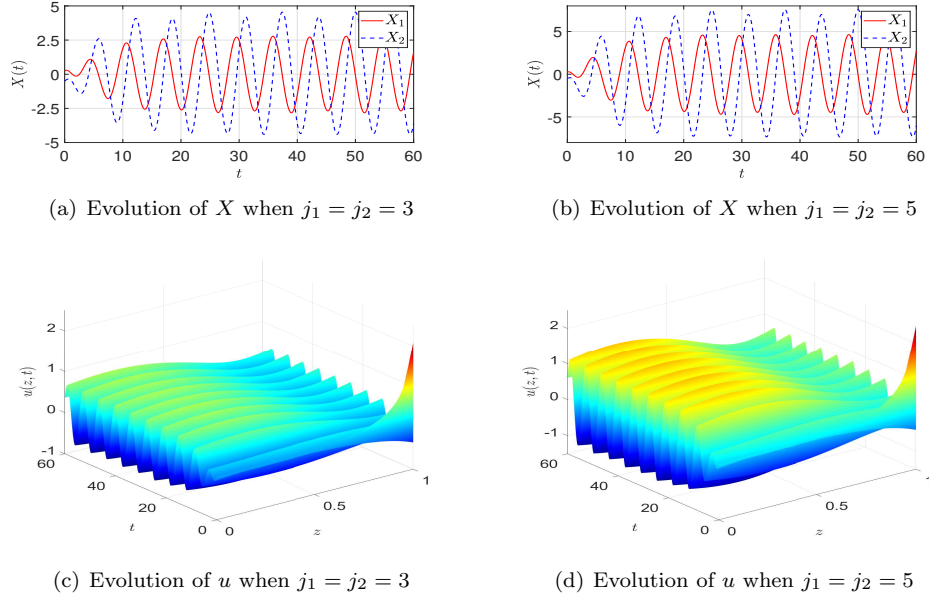 5
2.5
0
-2.5
-5
X(t)
X₁
X₂
0 10 20 30 40 50 60
t
5
0
-5
X(t)
X₁
X₂
0 10 20 30 40 50 60
t
(a) Evolution of X when j₁ = j₂ = 3
(b) Evolution of X when j₁ = j₂ = 5
2
1
0
-1
u(z,t)
60
40
20
0
t
0
0.5
1
z
2
1
0
-1
u(z,t)
60
40
20
0
t
0
0.5
1
z
(c) Evolution of u when j₁ = j₂ = 3
(d) Evolution of u when j₁ = j₂ = 5